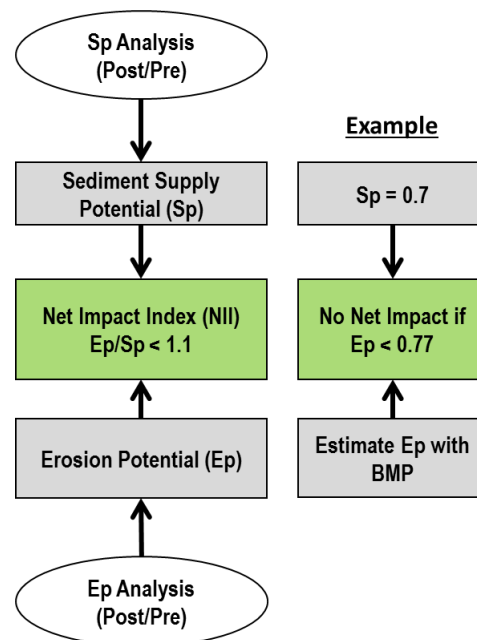 Sp Analysis
(Post/Pre)
Sediment Supply
Potential (Sp)
Net Impact Index (NII)
Ep/Sp < 1.1
Erosion Potential (Ep)
Ep Analysis
(Post/Pre)
Example
Sp = 0.7
No Net Impact if
Ep < 0.77
Estimate Ep with
BMP